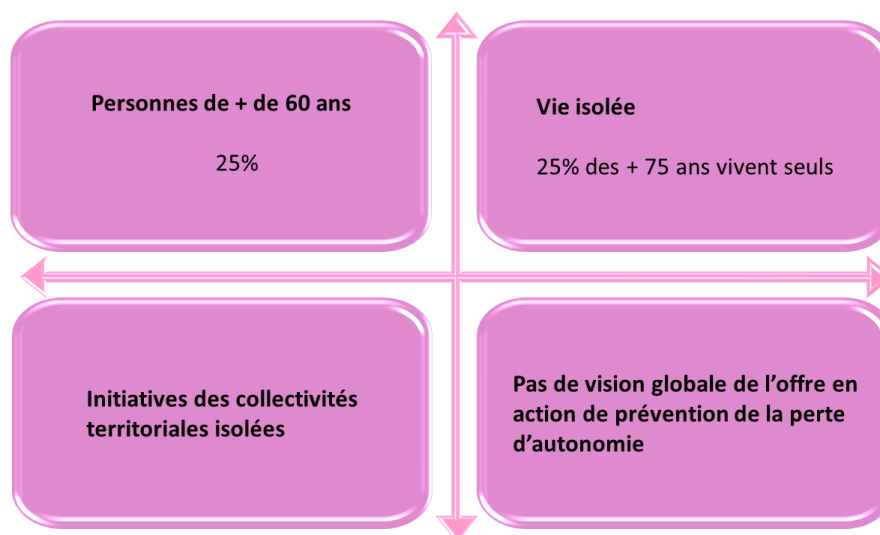 Personnes de + de 60 ans
25%
Vie isolée
25% des + 75 ans vivent seuls
Initiatives des collectivités
territoriales isolées
Pas de vision globale de l’offre en
action de prévention de la perte
d’autonomie